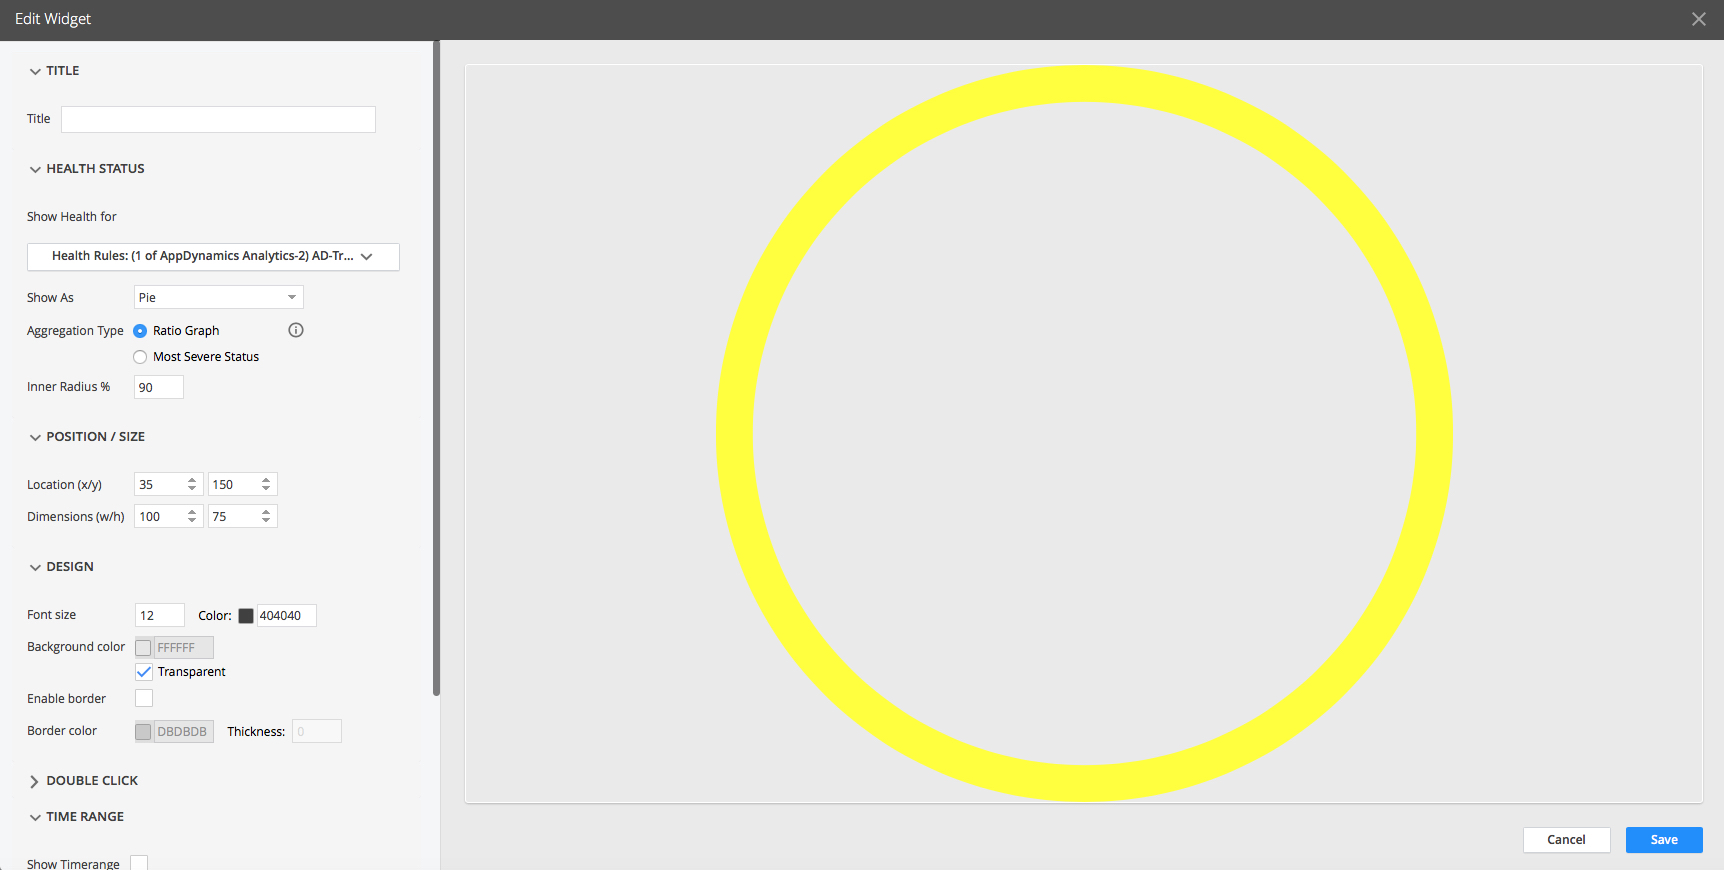 Edit Widget
TITLE
Title
HEALTH STATUS
Show Health for
Health Rules: (1 of AppDynamics Analytics-2) AD-Tr...
Show As Pie
Aggregation Type Ratio Graph
Most Severe Status
Inner Radius % 90
POSITION / SIZE
Location (x/y) 35 150
Dimensions (w/h) 100 75
DESIGN
Font size 12 Color: 404040
Background color FFFFFF
Transparent
Enable border
Border color DBDBDB Thickness: 0
DOUBLE CLICK
TIME RANGE
Show Timerange
Cancel Save